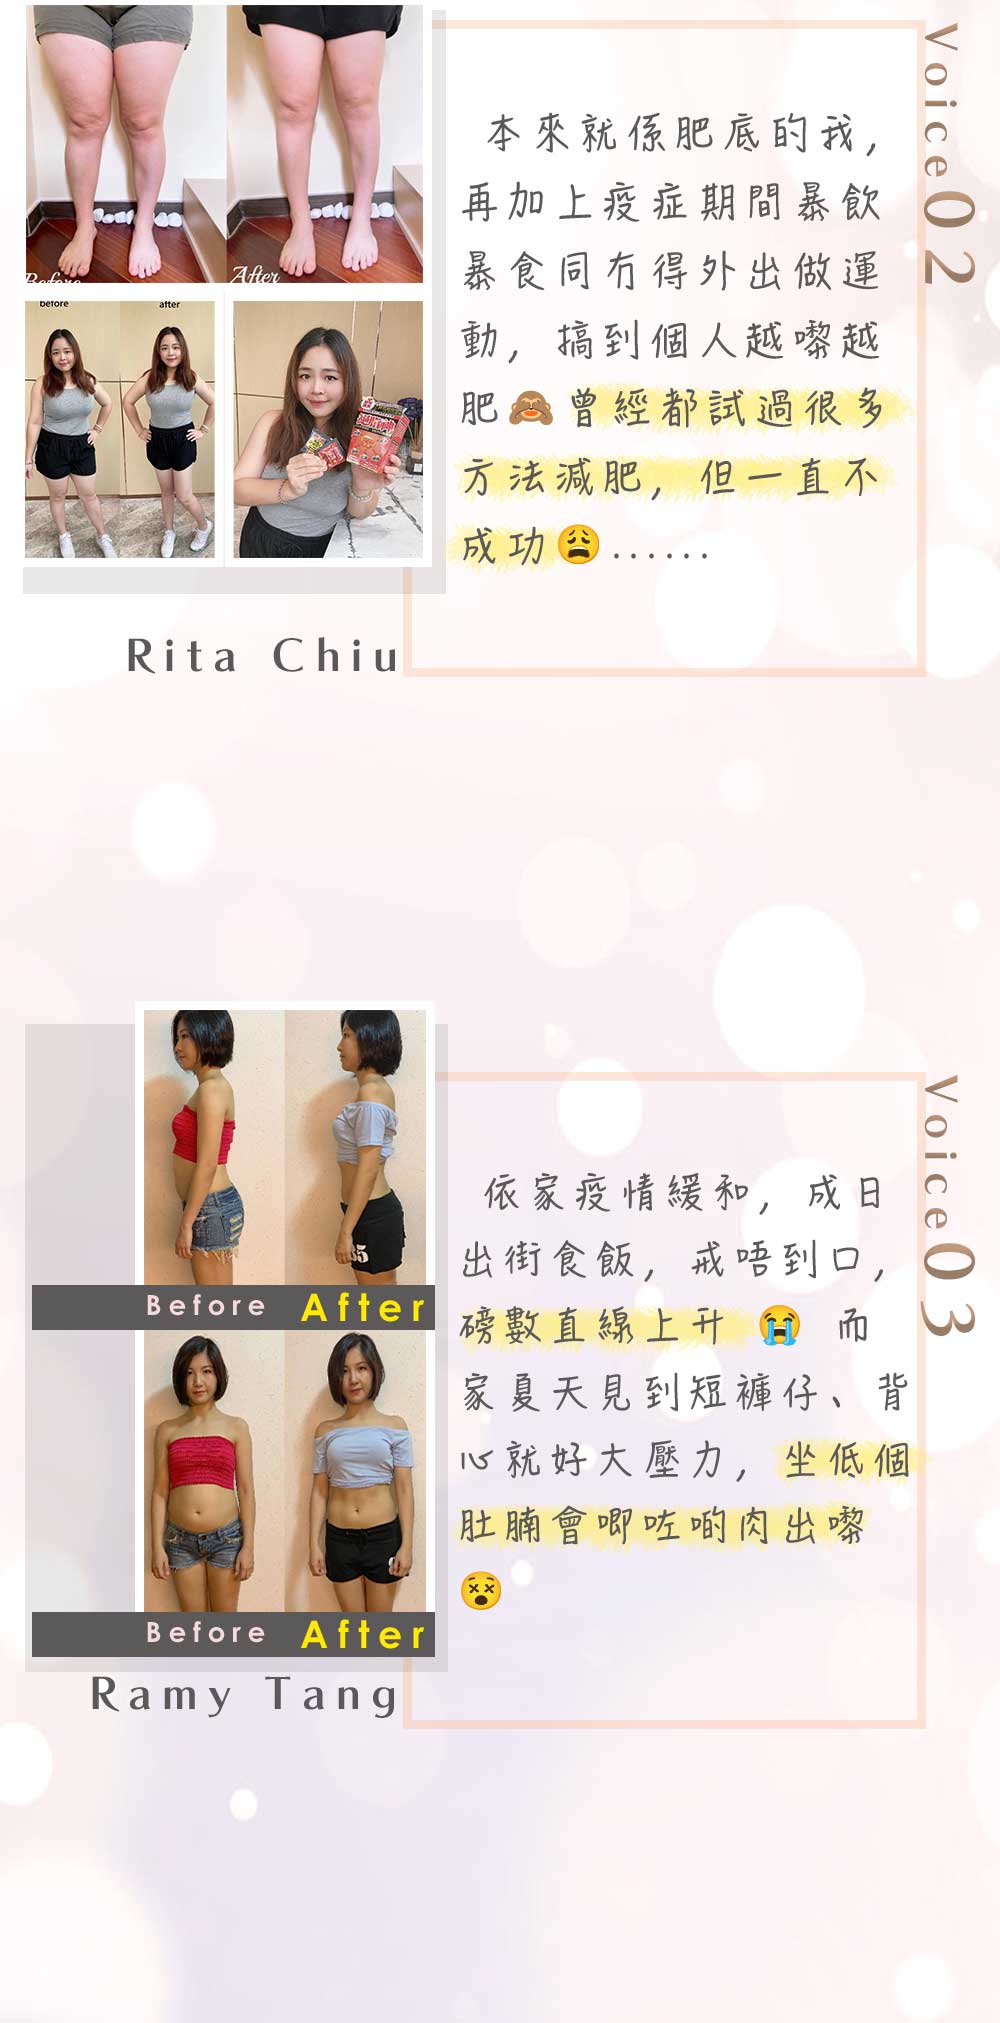 Before
After
before
after
Voice02
本來就係肥底的我,
再加上疫症期間暴飲
暴食同冇得外出做運
動, 搞到個人越嚟越
肥🙈曾經都試過很多
方法減肥, 但一直不
成功😩......
Rita Chiu
Voice03
依家疫情緩和, 成日
出街食飯, 戒唔到口,
磅數直線上升 😭 而
家夏天見到短褲仔、背
心就好大壓力, 坐低個
肚腩會唧咗啲肉出嚟
😵
Before After
Before After
Ramy Tang